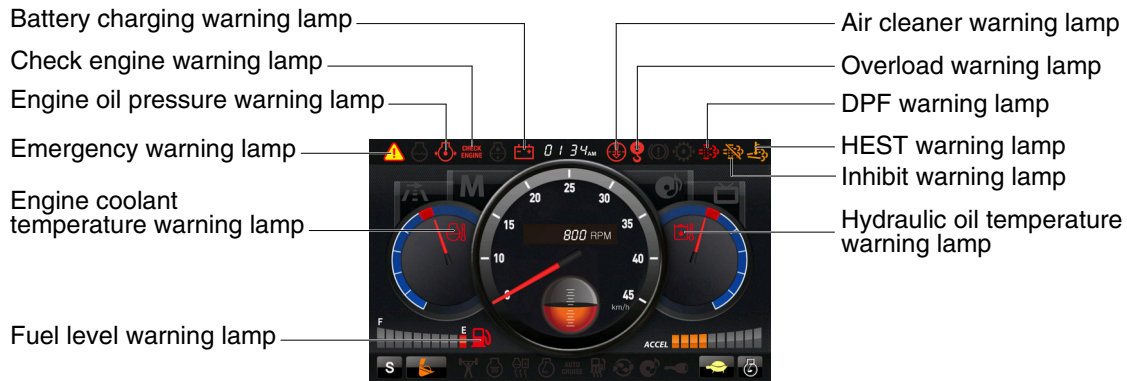 Battery charging warning lamp
Check engine warning lamp
Engine oil pressure warning lamp
Emergency warning lamp
Engine coolant
temperature warning lamp
Fuel level warning lamp
Air cleaner warning lamp
Overload warning lamp
DPF warning lamp
HEST warning lamp
Inhibit warning lamp
Hydraulic oil temperature
warning lamp
CHECK
ENGINE
01:34AM
M
0
10
15
20
25
30
35
40
45
km/h
800 RPM
F
E
ACCEL
S
AUTO
CRUISE